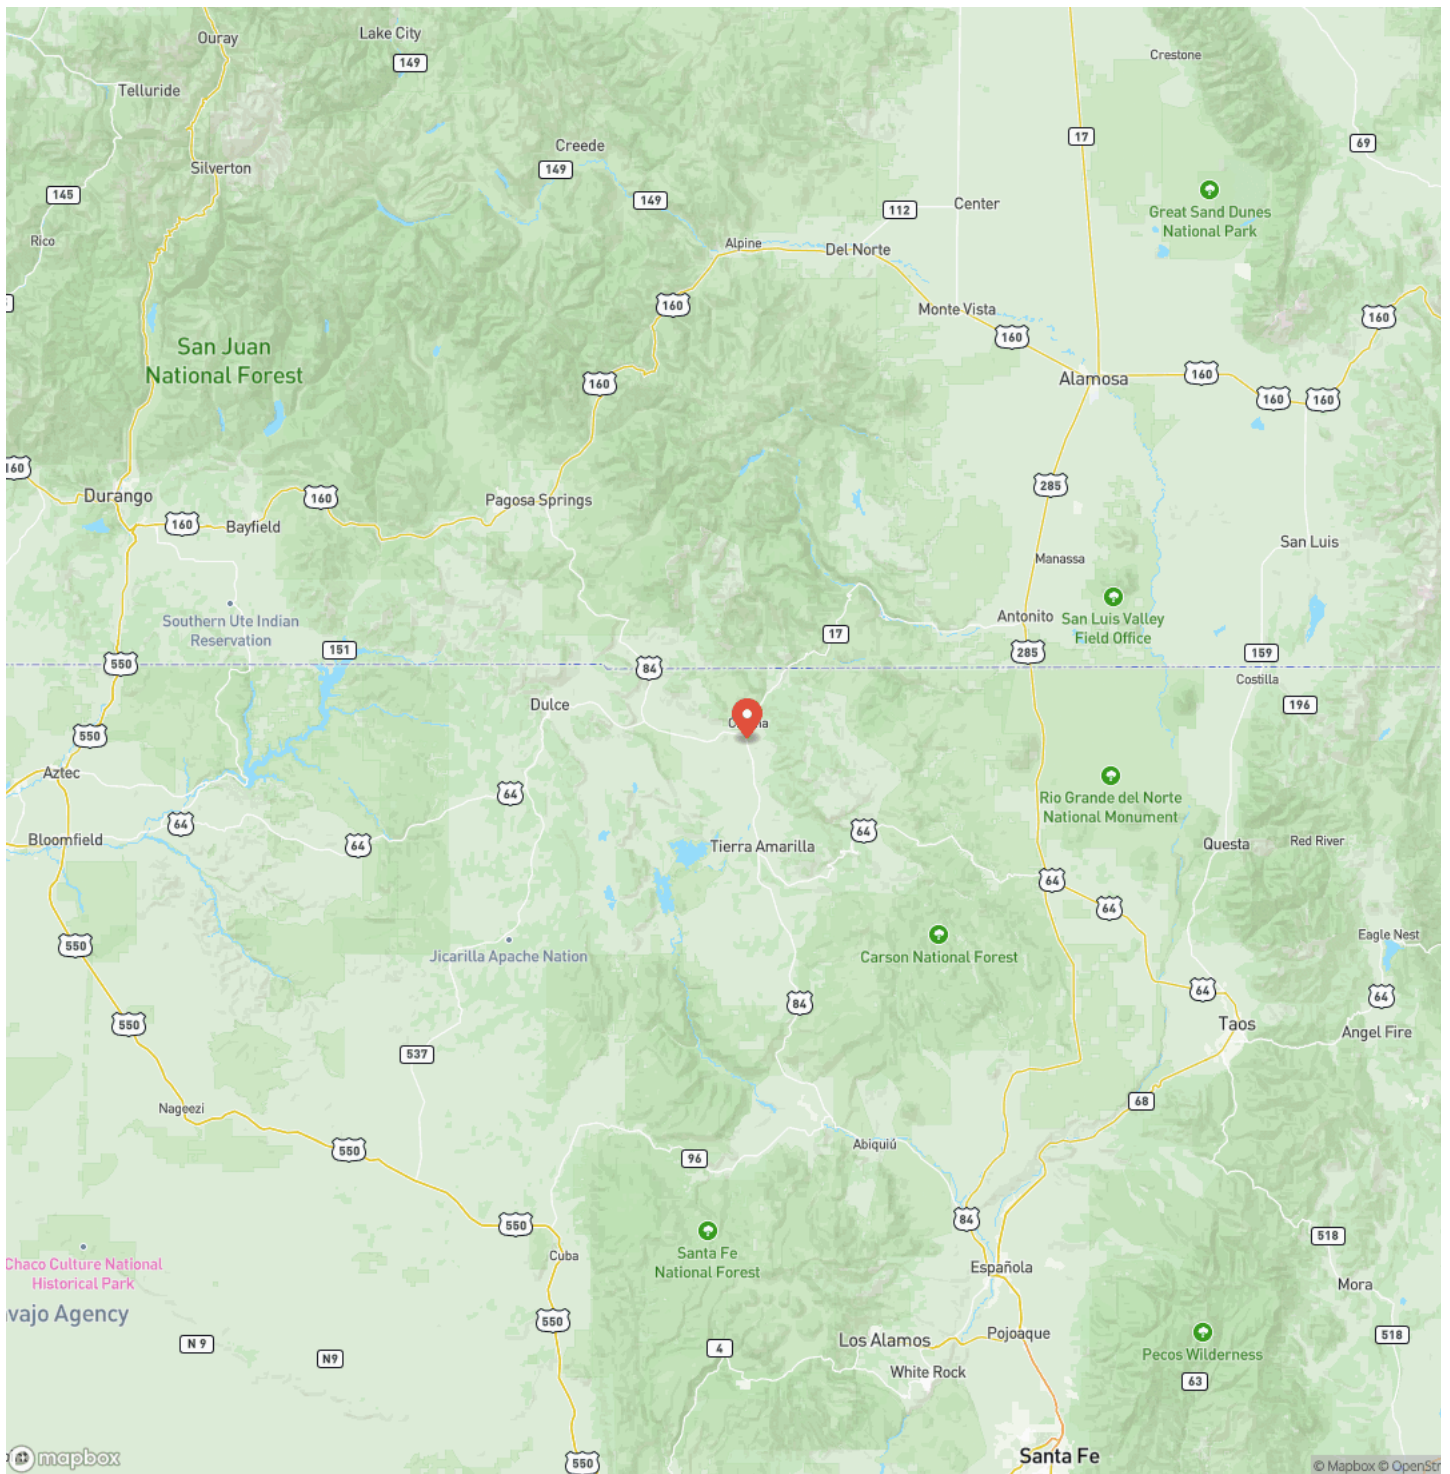 Ouray
Lake City
149
Crestone
Telluride
17
69
Creede
149
Silverton
149
145
Great Sand Dunes
National Park
Center
112
Rico
Alpine
Del Norte
160
Monte Vista
160
160
San Juan
National Forest
160
Alamosa
160
160
160
160
Durango
160
Pagosa Springs
285
160
Bayfield
San Luis
Manassa
Southern Ute Indian
Reservation
Antonito
San Luis Valley
Field Office
17
151
550
84
285
159
Costilla
Dulce
196
550
Aztec
64
Rio Grande del Norte
National Monument
64
Bloomfield
64
Tierra Amarilla
64
Questa
Red River
64
64
550
Carson National Forest
Eagle Nest
Jicarilla Apache Nation
84
64
64
550
Taos
Angel Fire
537
68
Nageezi
550
96
Abiquiú
550
84
Santa Fe
National Forest
Cuba
518
Chaco Culture National
Historical Park
Española
Mora
vajo Agency
550
N 9
N9
4
Los Alamos
Pojoaque
518
Pecos Wilderness
White Rock
63
Santa Fe
550
mapbox
© Mapbox © OpenStr